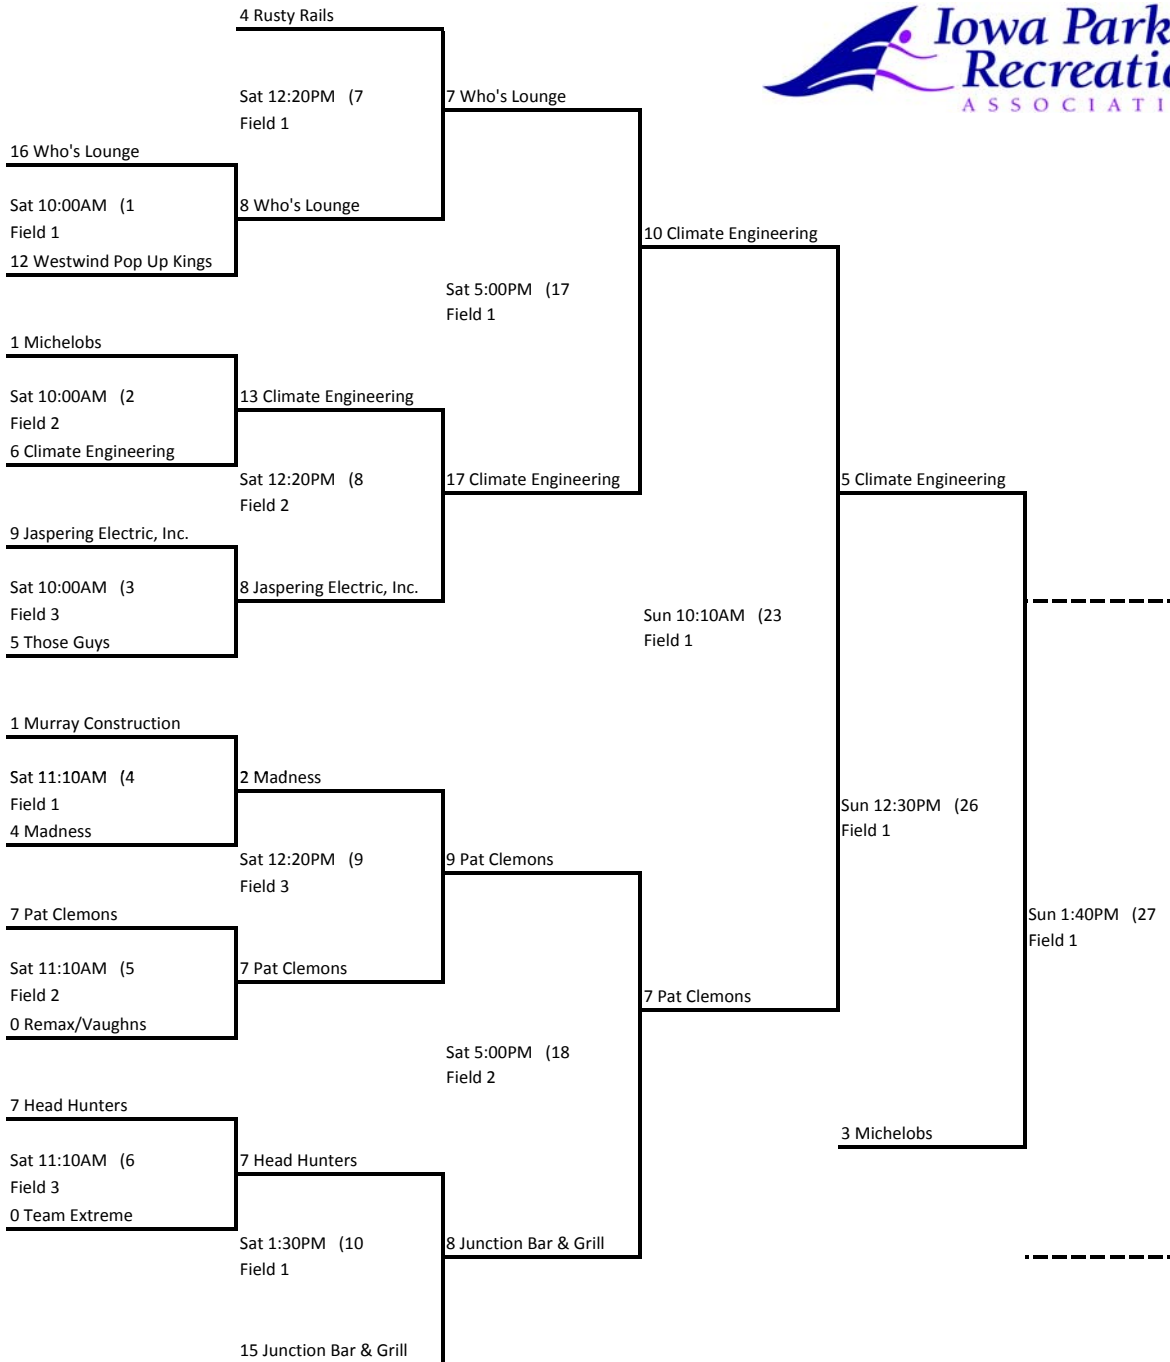 4 Rusty Rails
Iowa Park
Recreatio
ASSOCIATI
Sat 12:20PM (7
Field 1
7 Who's Lounge
16 Who's Lounge
Sat 10:00AM (1
Field 1
8 Who's Lounge
12 Westwind Pop Up Kings
10 Climate Engineering
Sat 5:00PM (17
Field 1
1 Michelobs
Sat 10:00AM (2
Field 2
13 Climate Engineering
6 Climate Engineering
Sat 12:20PM (8
Field 2
17 Climate Engineering
5 Climate Engineering
9 Jaspering Electric, Inc.
Sat 10:00AM (3
Field 3
8 Jaspering Electric, Inc.
5 Those Guys
Sun 10:10AM (23
Field 1
1 Murray Construction
Sat 11:10AM (4
Field 1
2 Madness
4 Madness
Sun 12:30PM (26
Field 1
Sat 12:20PM (9
Field 3
9 Pat Clemons
7 Pat Clemons
Sun 1:40PM (27
Field 1
Sat 11:10AM (5
Field 2
7 Pat Clemons
0 Remax/Vaughns
7 Pat Clemons
Sat 5:00PM (18
Field 2
7 Head Hunters
3 Michelobs
Sat 11:10AM (6
Field 3
7 Head Hunters
0 Team Extreme
Sat 1:30PM (10
Field 1
8 Junction Bar & Grill
15 Junction Bar & Grill